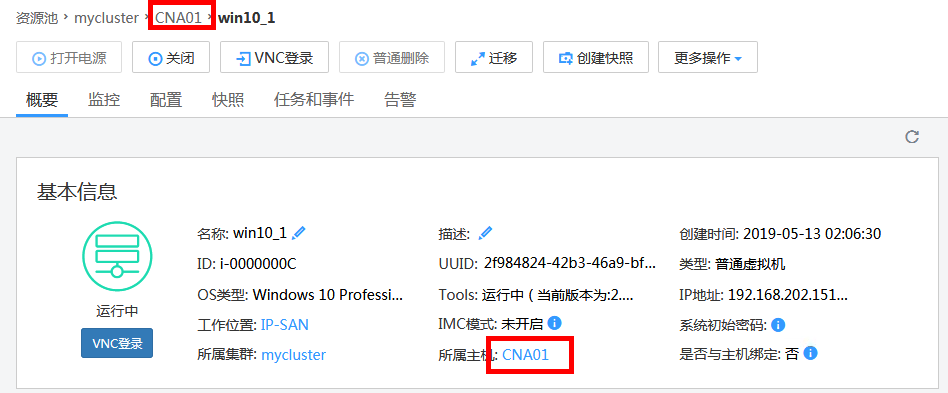 资源池 › mycluster › CNA01 › win10_1
打开电源 关闭 VNC登录 普通删除 迁移 创建快照 更多操作
概要 监控 配置 快照 任务和事件 告警
基本信息
名称: win10_1 描述: 创建时间: 2019-05-13 02:06:30
ID: i-0000000C UUID: 2f984824-42b3-46a9-bf... 类型: 普通虚拟机
OS类型: Windows 10 Professi... Tools: 运行中（当前版本为:2.... IP地址: 192.168.202.151...
运行中
工作位置: IP-SAN IMC模式: 未开启 系统初始密码:
VNC登录
所属集群: mycluster 所属主机: CNA01 是否与主机绑定: 否